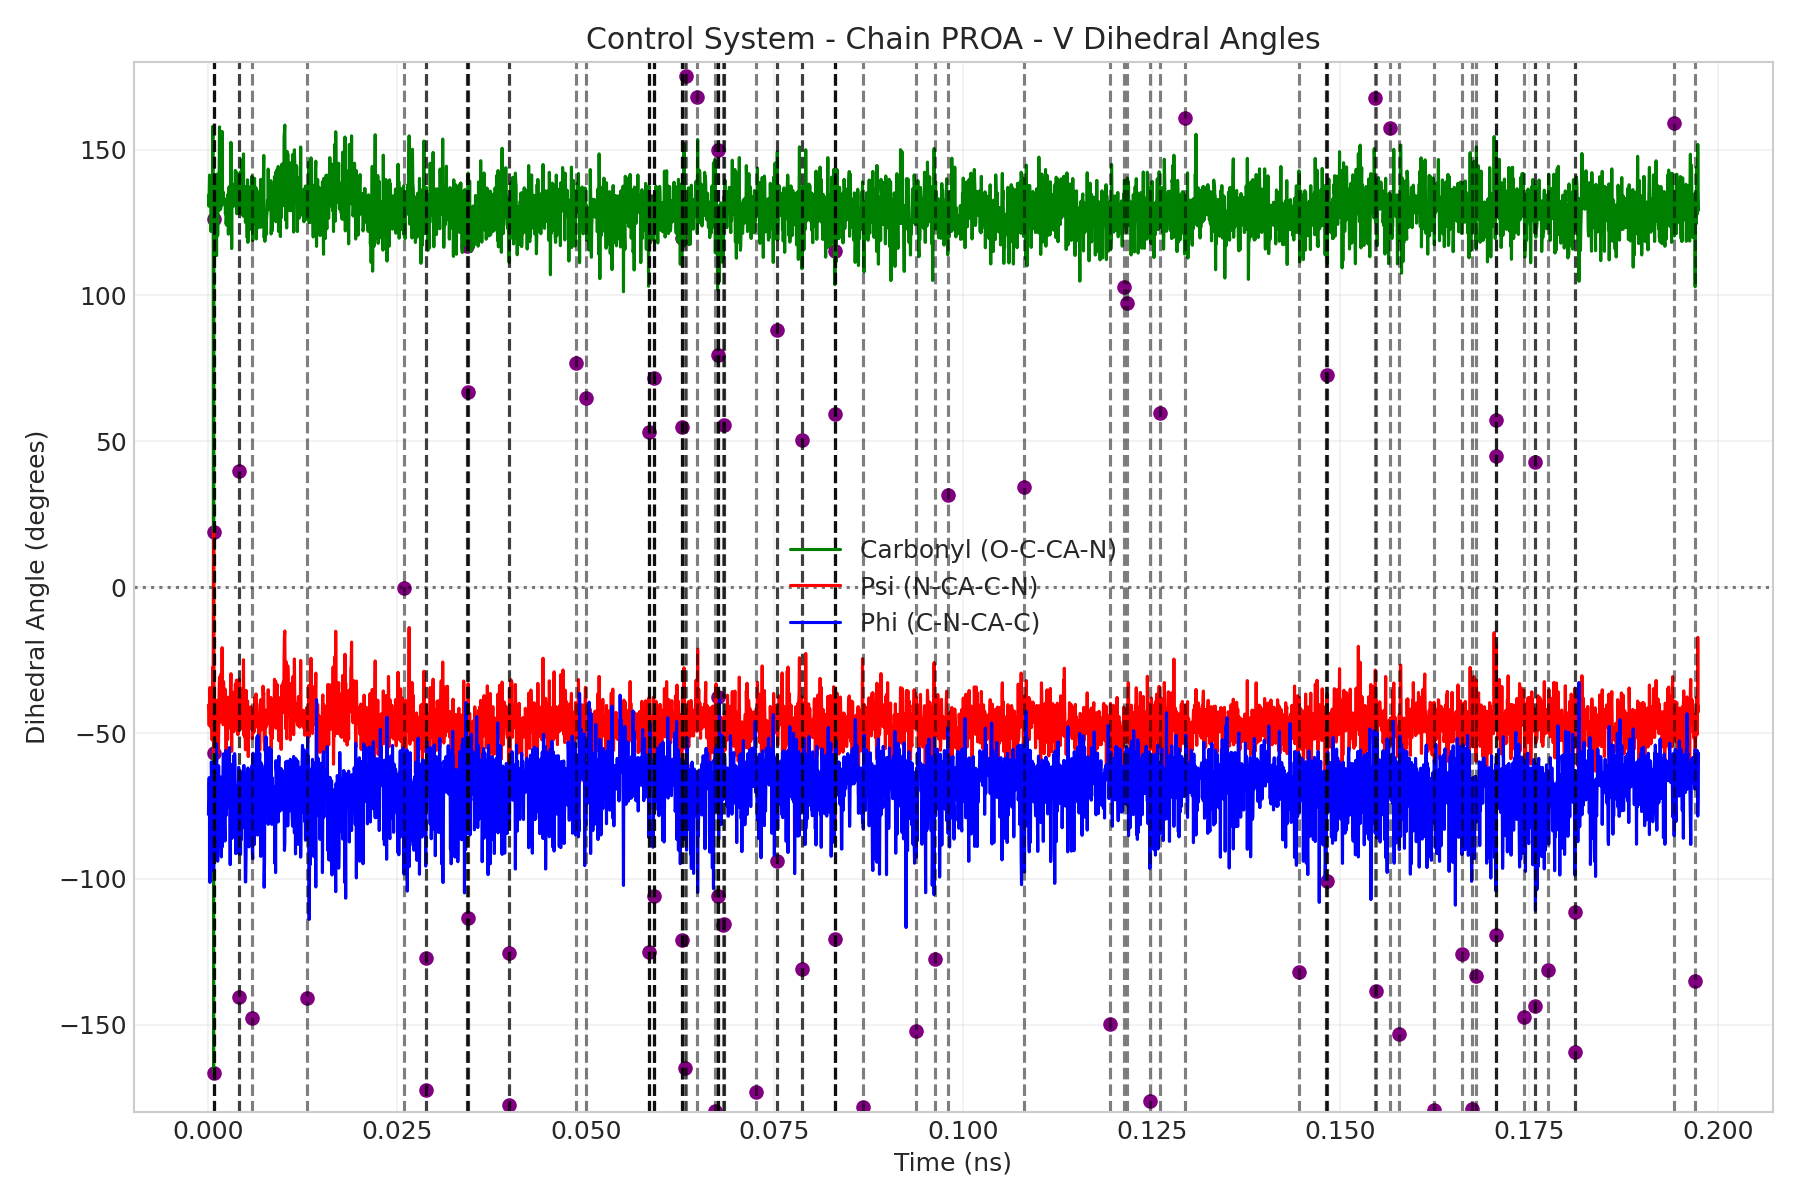 Control System - Chain PROA - V Dihedral Angles
Dihedral Angle (degrees)
150
100
50
0
−50
−100
−150
Carbonyl (O-C-CA-N)
Psi (N-CA-C-N)
Phi (C-N-CA-C)
0.000 0.025 0.050 0.075 0.100 0.125 0.150 0.175 0.200
Time (ns)